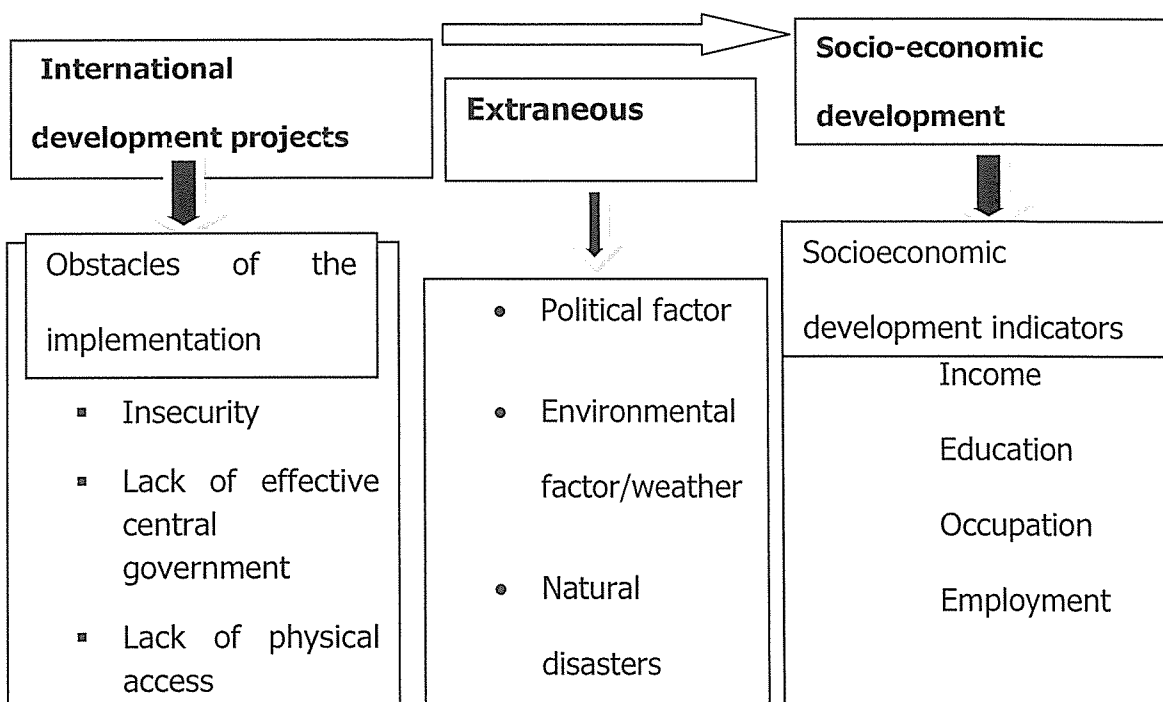 International
development projects
Extraneous
Socio-economic
development
Obstacles of the
implementation
▪ Insecurity
▪ Lack of effective
central
government
▪ Lack of physical
access
• Political factor
• Environmental
factor/weather
• Natural
disasters
Socioeconomic
development indicators
Income
Education
Occupation
Employment